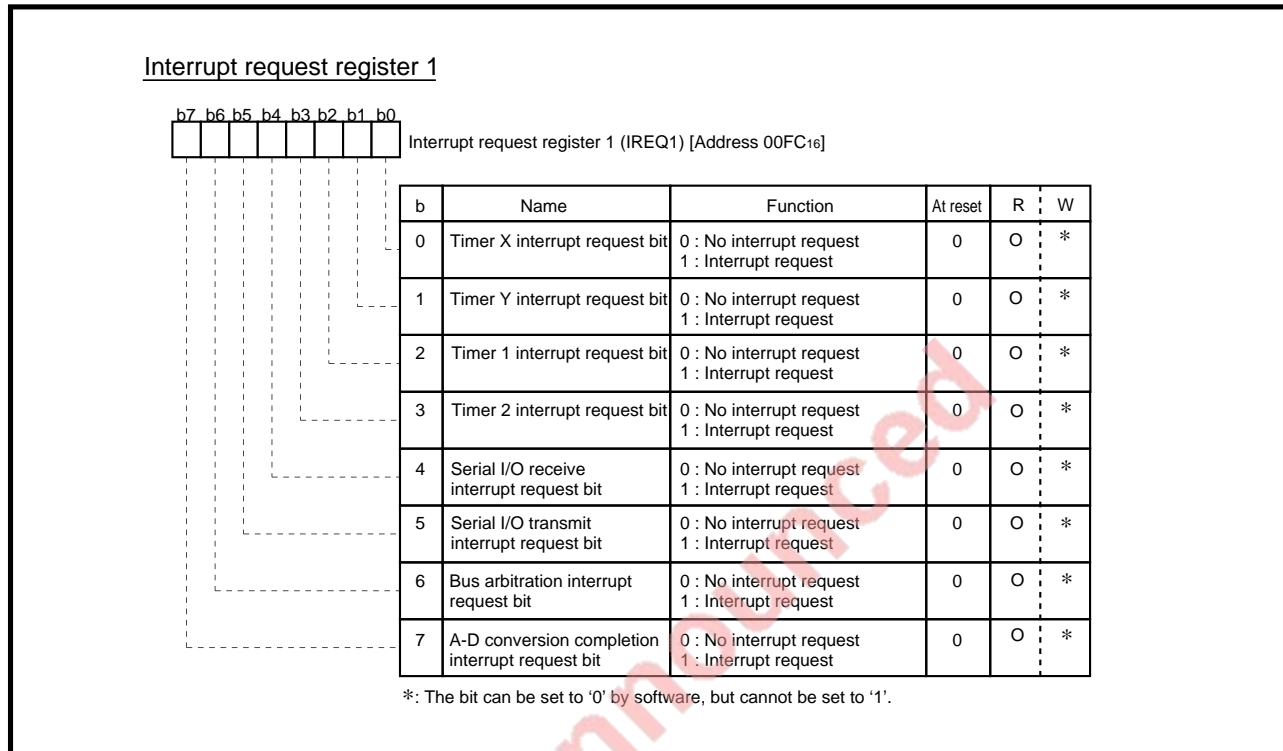 Interrupt request register 1
b7 b6 b5 b4 b3 b2 b1 b0
Interrupt request register 1 (IREQ1) [Address 00FC16]
b Name Function At reset R W
0 Timer X interrupt request bit 0 : No interrupt request 0 O *
1 : Interrupt request
1 Timer Y interrupt request bit 0 : No interrupt request 0 O *
1 : Interrupt request
2 Timer 1 interrupt request bit 0 : No interrupt request 0 O *
1 : Interrupt request
3 Timer 2 interrupt request bit 0 : No interrupt request 0 O *
1 : Interrupt request
4 Serial I/O receive 0 : No interrupt request 0 O *
interrupt request bit 1 : Interrupt request
5 Serial I/O transmit 0 : No interrupt request 0 O *
interrupt request bit 1 : Interrupt request
6 Bus arbitration interrupt 0 : No interrupt request 0 O *
request bit 1 : Interrupt request
7 A-D conversion completion 0 : No interrupt request 0 O *
interrupt request bit 1 : Interrupt request
*: The bit can be set to ‘0’ by software, but cannot be set to ‘1’.